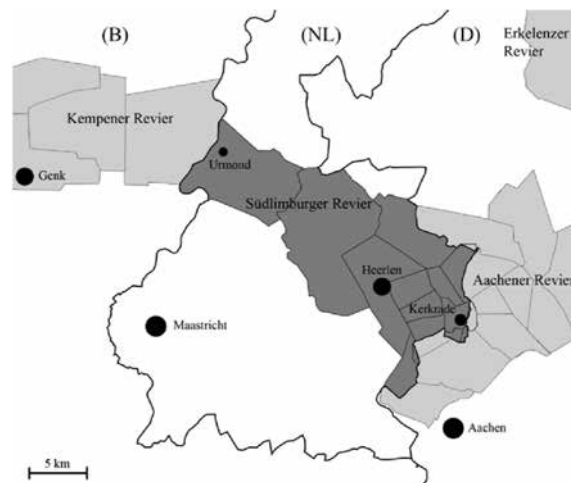 (B)
(NL)
(D)
Erkelenzer
Revier
Kempener Revier
Urmond
Genk
Südlimburger Revier
Heerlen
Aachener Revier
Kerkrade
Maastricht
Aachen
5 km